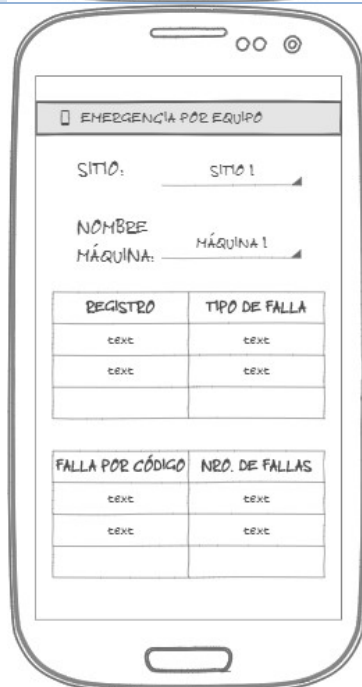 EMERGENCIA POR EQUIPO
SITIO: SITIO 1
NOMBRE
MÁQUINA: MÁQUINA 1
REGISTRO TIPO DE FALLA
text text
text text
FALLA POR CÓDIGO NRO. DE FALLAS
text text
text text